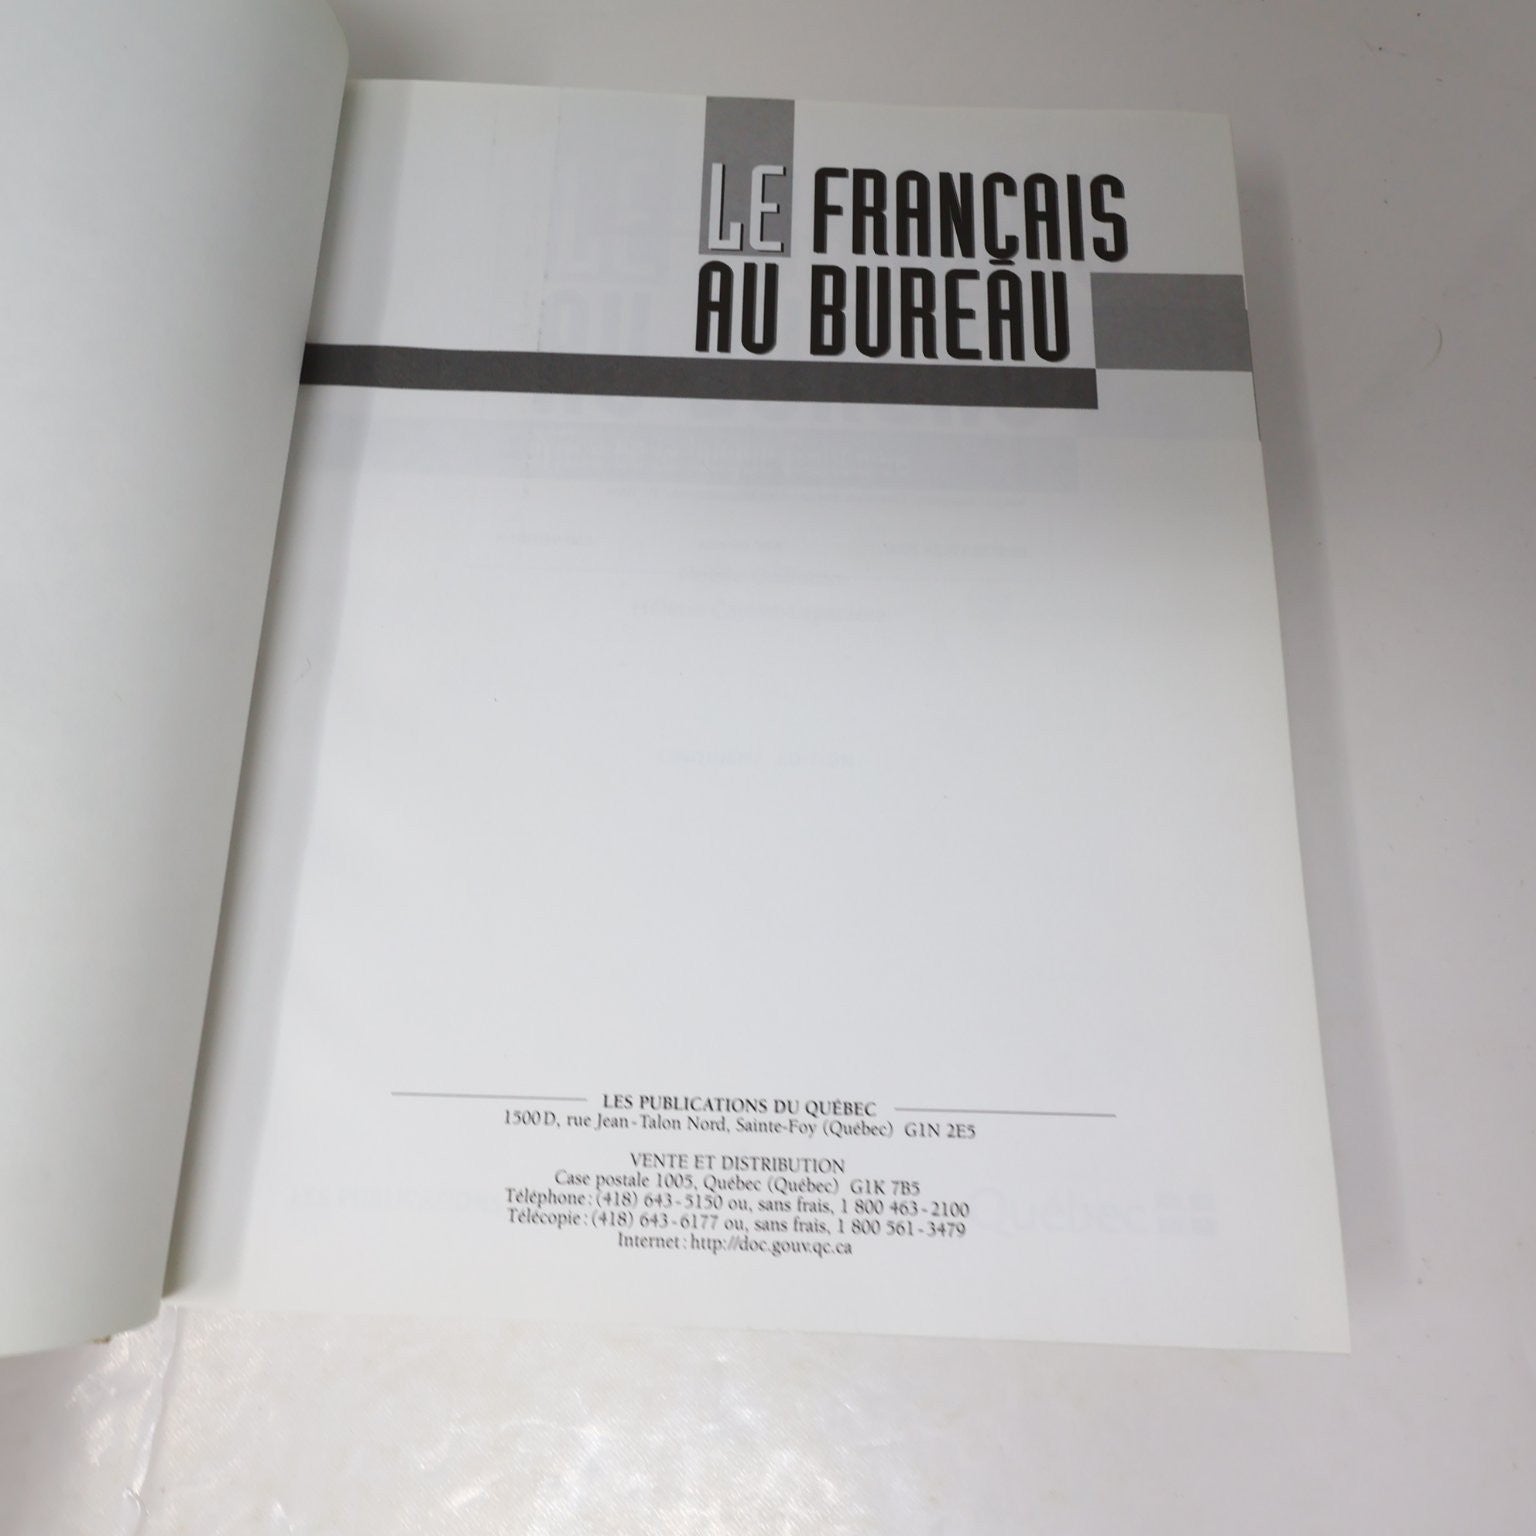 LE FRANÇAIS
AU BUREAU
LES PUBLICATIONS DU QUÉBEC
1500D, rue Jean-Talon Nord, Sainte-Foy (Québec) G1N 2E5
VENTE ET DISTRIBUTION
Case postale 1005, Québec (Québec) G1K 7B5
Téléphone : (418) 643-5150 ou, sans frais, 1 800 463-2100
Télécopie : (418) 643-6177 ou, sans frais, 1 800 561-3479
Internet : http://doc.gouv.qc.ca